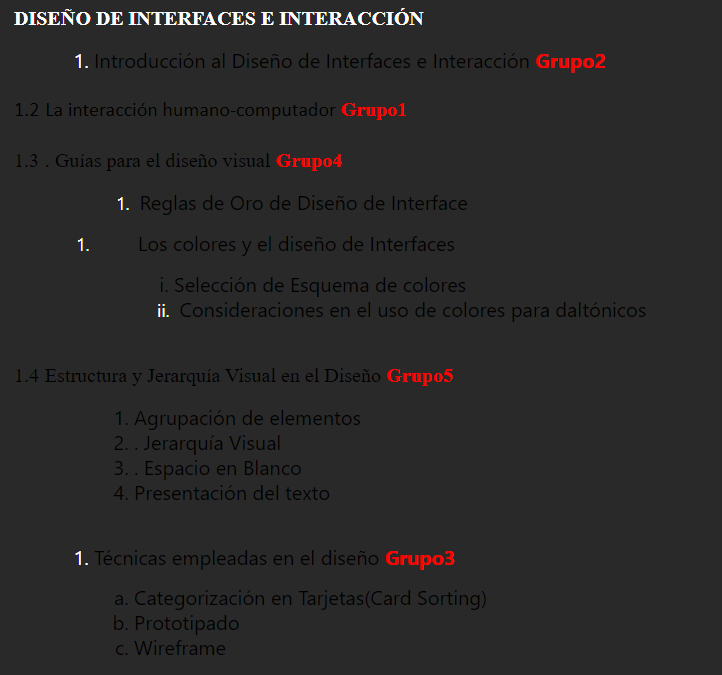 DISEÑO DE INTERFACES E INTERACCIÓN
1. Introducción al Diseño de Interfaces e Interacción Grupo2
1.2 La interacción humano-computador Grupo1
1.3 . Guías para el diseño visual Grupo4
1. Reglas de Oro de Diseño de Interface
1. Los colores y el diseño de Interfaces
i. Selección de Esquema de colores
ii. Consideraciones en el uso de colores para daltónicos
1.4 Estructura y Jerarquía Visual en el Diseño Grupo5
1. Agrupación de elementos
2. . Jerarquía Visual
3. . Espacio en Blanco
4. Presentación del texto
1. Técnicas empleadas en el diseño Grupo3
a. Categorización en Tarjetas(Card Sorting)
b. Prototipado
c. Wireframe